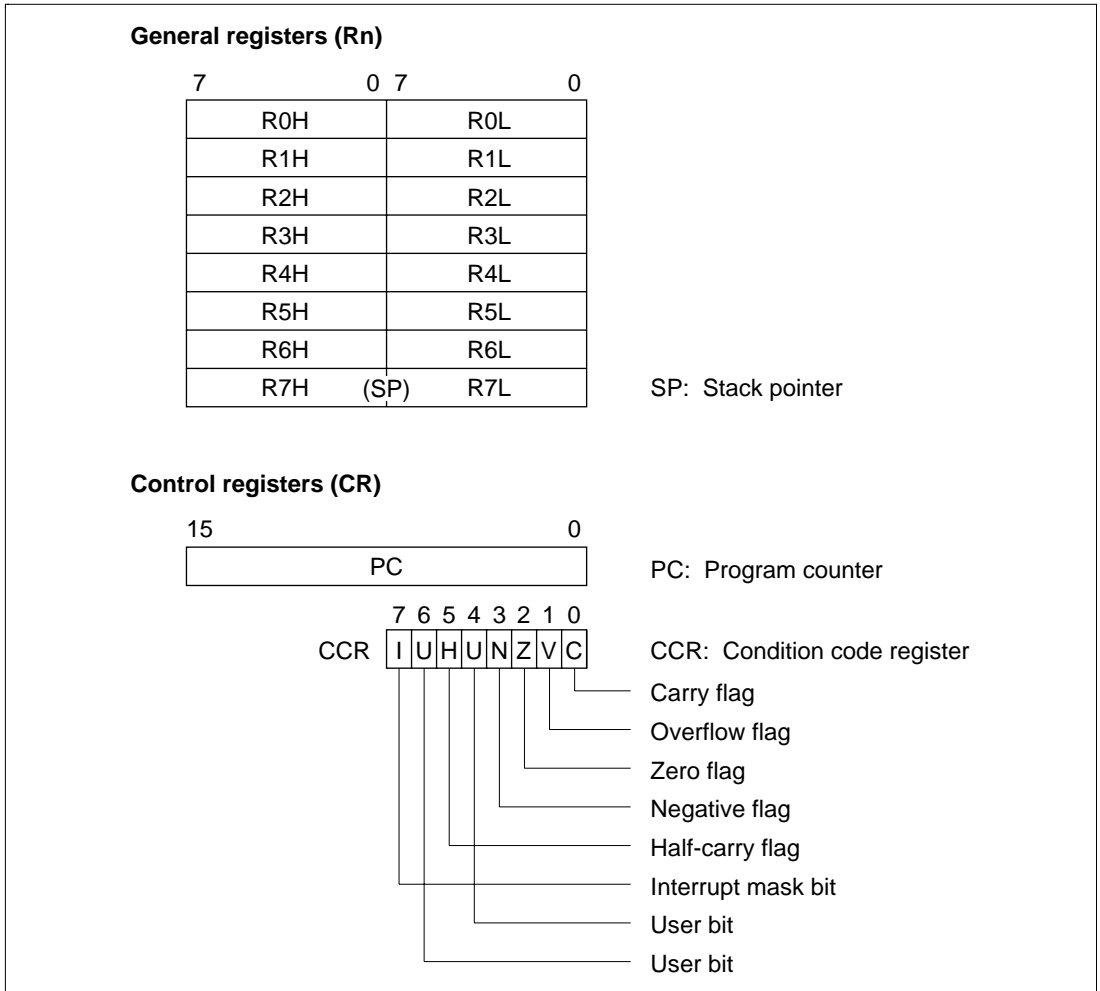 General registers (Rn)
7 0 7 0
R0H R0L
R1H R1L
R2H R2L
R3H R3L
R4H R4L
R5H R5L
R6H R6L
R7H (SP) R7L SP: Stack pointer
Control registers (CR)
15 0
PC PC: Program counter
7 6 5 4 3 2 1 0
CCR I U H U N Z V C CCR: Condition code register
Carry flag
Overflow flag
Zero flag
Negative flag
Half-carry flag
Interrupt mask bit
User bit
User bit